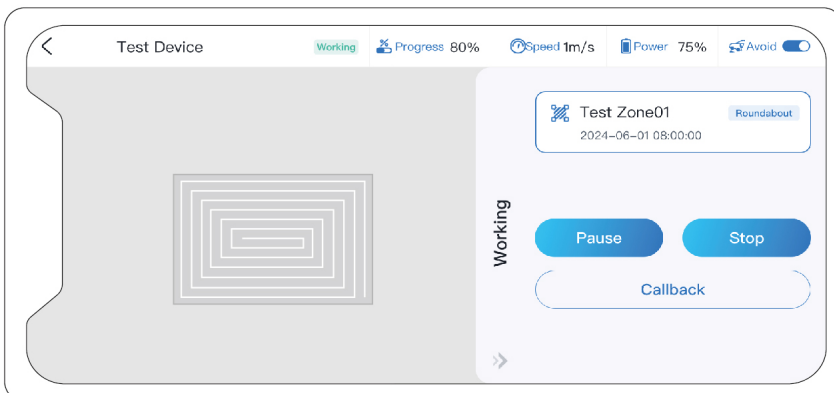 Test Device
Working
Progress 80%
Speed 1m/s
Power 75%
Avoid
Test Zone01
Roundabout
2024-06-01 08:00:00
Working
Pause
Stop
Callback